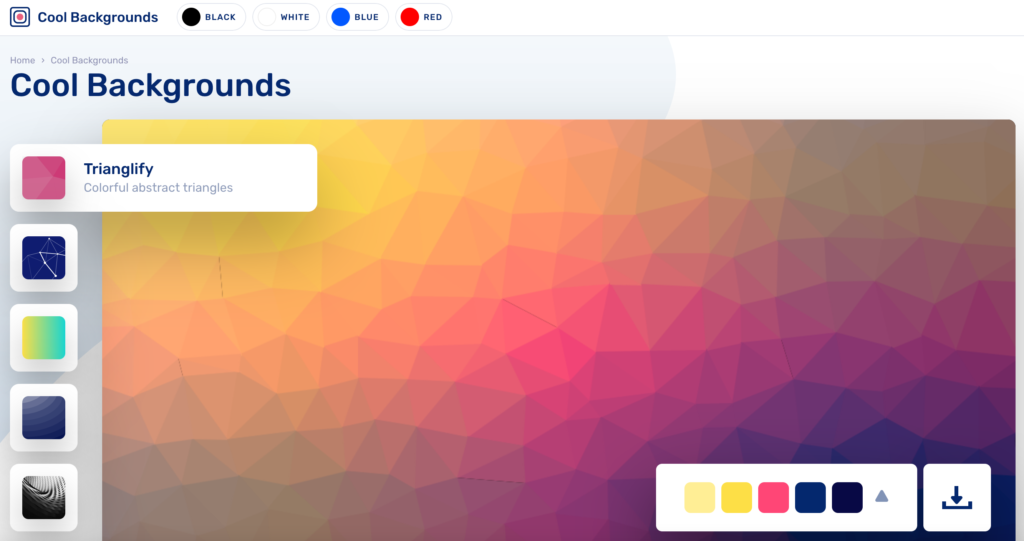 Cool Backgrounds
BLACK
WHITE
BLUE
RED
Home › Cool Backgrounds
Cool Backgrounds
Trianglify
Colorful abstract triangles